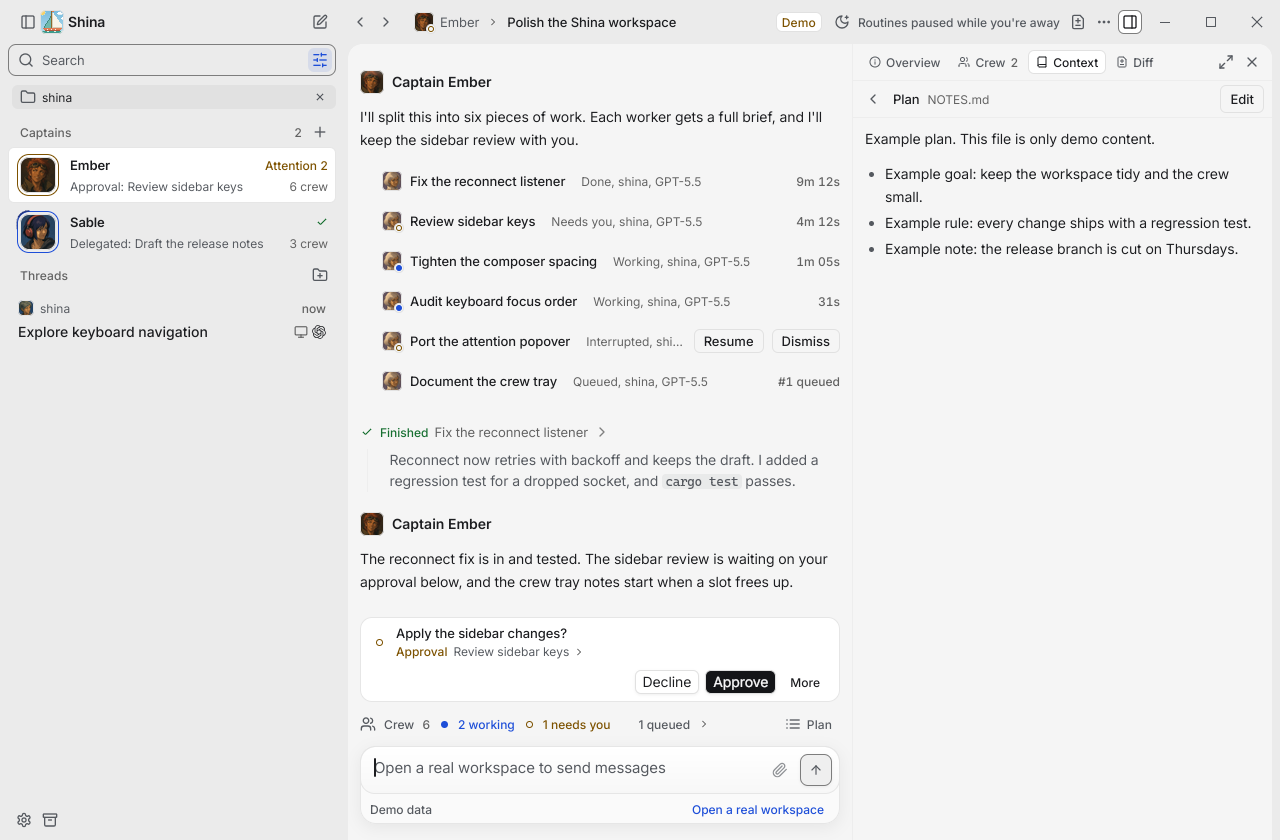 Shina
Search
shina
Captains 2
Ember Attention 2
Approval: Review sidebar keys 6 crew
Sable
Delegated: Draft the release notes 3 crew
Threads
shina now
Explore keyboard navigation
Ember Polish the Shina workspace
Demo Routines paused while you're away
Captain Ember
I'll split this into six pieces of work. Each worker gets a full brief, and I'll
keep the sidebar review with you.
Fix the reconnect listener Done, shina, GPT-5.5 9m 12s
Review sidebar keys Needs you, shina, GPT-5.5 4m 12s
Tighten the composer spacing Working, shina, GPT-5.5 1m 05s
Audit keyboard focus order Working, shina, GPT-5.5 31s
Port the attention popover Interrupted, shi... Resume Dismiss
Document the crew tray Queued, shina, GPT-5.5 #1 queued
Finished Fix the reconnect listener
Reconnect now retries with backoff and keeps the draft. I added a
regression test for a dropped socket, and cargo test passes.
Captain Ember
The reconnect fix is in and tested. The sidebar review is waiting on your
approval below, and the crew tray notes start when a slot frees up.
Apply the sidebar changes?
Approval Review sidebar keys
Decline Approve More
Crew 6 2 working 1 needs you 1 queued Plan
Open a real workspace to send messages
Demo data Open a real workspace
Overview Crew 2 Context Diff
Plan NOTES.md Edit
Example plan. This file is only demo content.
Example goal: keep the workspace tidy and the crew
small.
Example rule: every change ships with a regression test.
Example note: the release branch is cut on Thursdays.